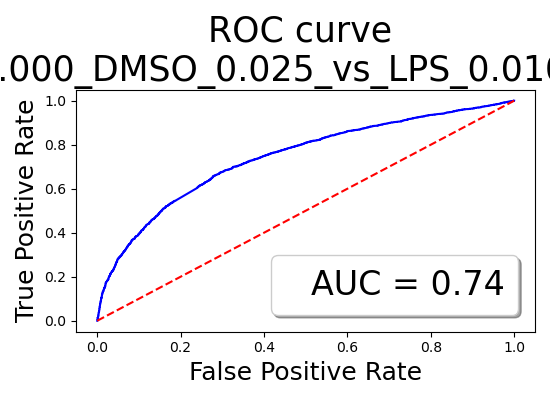 ROC curve
.000_DMSO_0.025_vs_LPS_0.010
True Positive Rate
1.0
0.8
0.6
0.4
0.2
0.0
AUC = 0.74
0.0 0.2 0.4 0.6 0.8 1.0
False Positive Rate